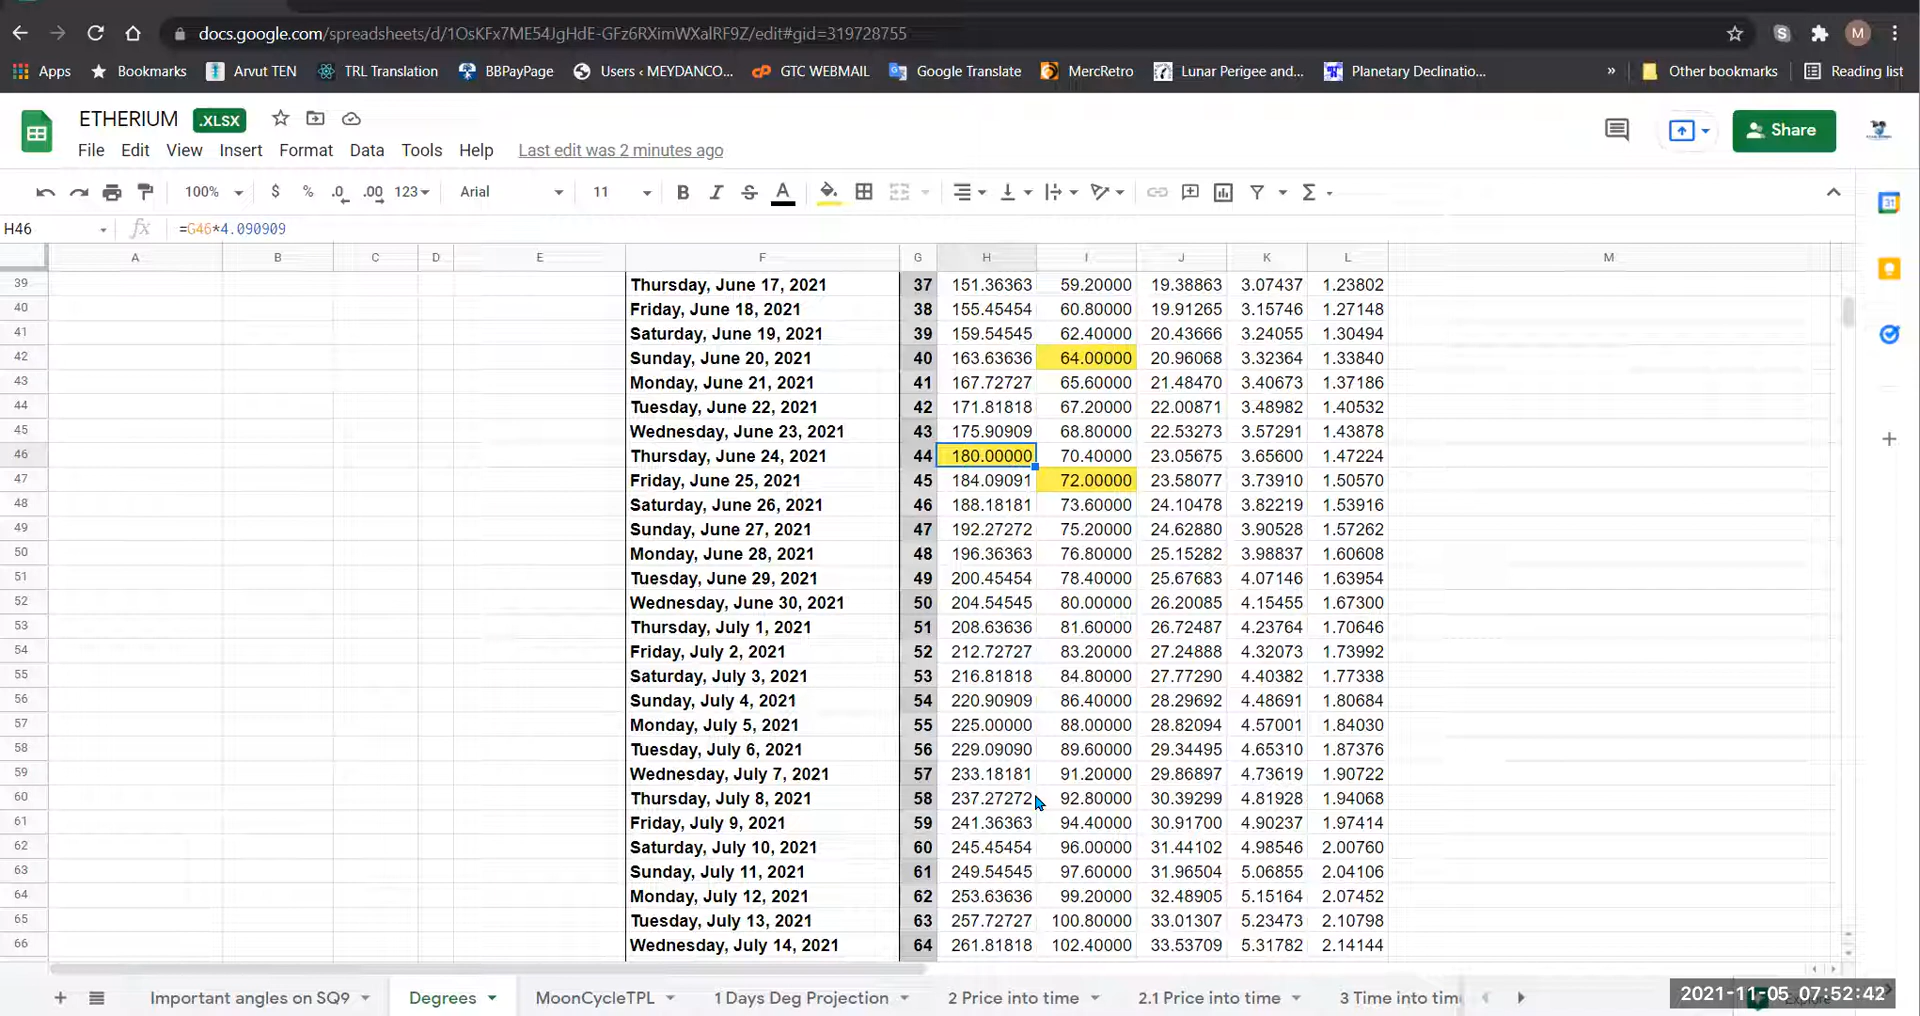 docs.google.com/spreadsheets/d/1OsKFx7ME54JgHdE-GFz6RXimWXalRF9Z/edit#gid=319728755
S M
Apps Bookmarks Arvut TEN TRL Translation BBPayPage Users ‹ MEYDANCO... GTC WEBMAIL Google Translate MercRetro Lunar Perigee and... Planetary Declinatio... » Other bookmarks Reading list
ETHERIUM .XLSX
Share
File Edit View Insert Format Data Tools Help Last edit was 2 minutes ago
100% $ % .0 .00 123 Arial 11 B I S A Σ
H46 fx =G46*4.090909
A B C D E F G H I J K L M
39 Thursday, June 17, 2021 37 151.36363 59.20000 19.38863 3.07437 1.23802
40 Friday, June 18, 2021 38 155.45454 60.80000 19.91265 3.15746 1.27148
41 Saturday, June 19, 2021 39 159.54545 62.40000 20.43666 3.24055 1.30494
42 Sunday, June 20, 2021 40 163.63636 64.00000 20.96068 3.32364 1.33840
43 Monday, June 21, 2021 41 167.72727 65.60000 21.48470 3.40673 1.37186
44 Tuesday, June 22, 2021 42 171.81818 67.20000 22.00871 3.48982 1.40532
45 Wednesday, June 23, 2021 43 175.90909 68.80000 22.53273 3.57291 1.43878
46 Thursday, June 24, 2021 44 180.00000 70.40000 23.05675 3.65600 1.47224
47 Friday, June 25, 2021 45 184.09091 72.00000 23.58077 3.73910 1.50570
48 Saturday, June 26, 2021 46 188.18181 73.60000 24.10478 3.82219 1.53916
49 Sunday, June 27, 2021 47 192.27272 75.20000 24.62880 3.90528 1.57262
50 Monday, June 28, 2021 48 196.36363 76.80000 25.15282 3.98837 1.60608
51 Tuesday, June 29, 2021 49 200.45454 78.40000 25.67683 4.07146 1.63954
52 Wednesday, June 30, 2021 50 204.54545 80.00000 26.20085 4.15455 1.67300
53 Thursday, July 1, 2021 51 208.63636 81.60000 26.72487 4.23764 1.70646
54 Friday, July 2, 2021 52 212.72727 83.20000 27.24888 4.32073 1.73992
55 Saturday, July 3, 2021 53 216.81818 84.80000 27.77290 4.40382 1.77338
56 Sunday, July 4, 2021 54 220.90909 86.40000 28.29692 4.48691 1.80684
57 Monday, July 5, 2021 55 225.00000 88.00000 28.82094 4.57001 1.84030
58 Tuesday, July 6, 2021 56 229.09090 89.60000 29.34495 4.65310 1.87376
59 Wednesday, July 7, 2021 57 233.18181 91.20000 29.86897 4.73619 1.90722
60 Thursday, July 8, 2021 58 237.27272 92.80000 30.39299 4.81928 1.94068
61 Friday, July 9, 2021 59 241.36363 94.40000 30.91700 4.90237 1.97414
62 Saturday, July 10, 2021 60 245.45454 96.00000 31.44102 4.98546 2.00760
63 Sunday, July 11, 2021 61 249.54545 97.60000 31.96504 5.06855 2.04106
64 Monday, July 12, 2021 62 253.63636 99.20000 32.48905 5.15164 2.07452
65 Tuesday, July 13, 2021 63 257.72727 100.80000 33.01307 5.23473 2.10798
66 Wednesday, July 14, 2021 64 261.81818 102.40000 33.53709 5.31782 2.14144
Important angles on SQ9 Degrees MoonCycleTPL 1 Days Deg Projection 2 Price into time 2.1 Price into time 3 Time into tim
2021-11-05 07:52:42